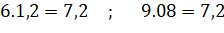 6.1,2 = 7,2 ; 9.08 = 7,2